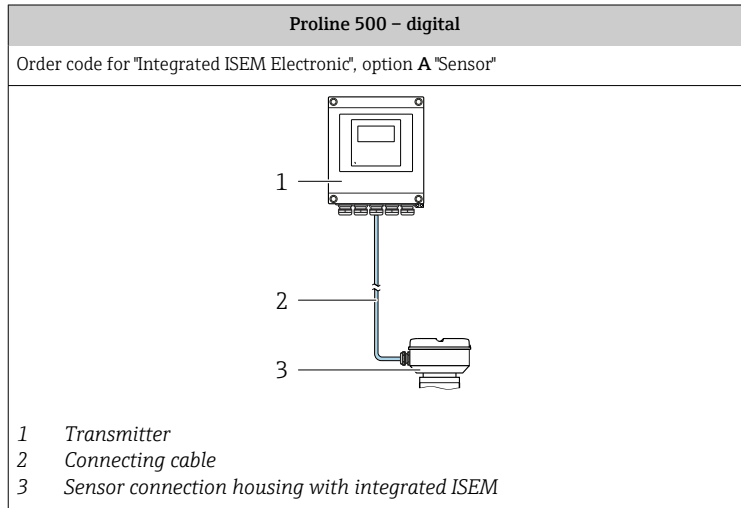 Proline 500 – digital
Order code for "Integrated ISEM Electronic", option A "Sensor"
1
2
3
1 Transmitter
2 Connecting cable
3 Sensor connection housing with integrated ISEM